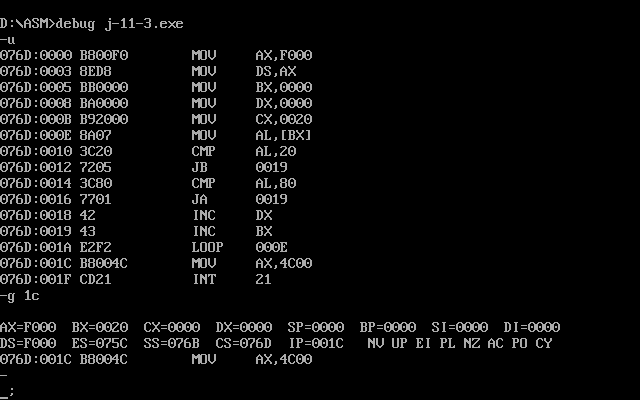 D:\ASM>debug j-11-3.exe
-u
076D:0000 B800F0 MOV AX,F000
076D:0003 8ED8 MOV DS,AX
076D:0005 BB0000 MOV BX,0000
076D:0008 BA0000 MOV DX,0000
076D:000B B92000 MOV CX,0020
076D:000E 8A07 MOV AL,[BX]
076D:0010 3C20 CMP AL,20
076D:0012 7205 JB 0019
076D:0014 3C80 CMP AL,80
076D:0016 7701 JA 0019
076D:0018 42 INC DX
076D:0019 43 INC BX
076D:001A E2F2 LOOP 000E
076D:001C B8004C MOV AX,4C00
076D:001F CD21 INT 21
-g 1c
AX=F000 BX=0020 CX=0000 DX=0000 SP=0000 BP=0000 SI=0000 DI=0000
DS=F000 ES=075C SS=076B CS=076D IP=001C NV UP EI PL NZ AC PO CY
076D:001C B8004C MOV AX,4C00
-
_;